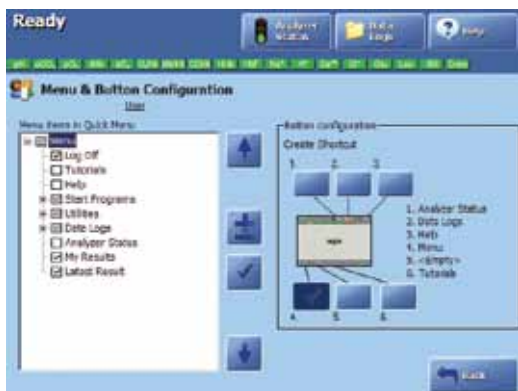 Ready
Analyzer Status
Data Logs
Help
Menu & Button Configuration
User
Menu Items in Quick Menu
Menu
Log Off
Tutorials
Help
Start Programs
Utilities
Data Logs
Analyzer Status
My Results
Latest Result
Button configuration
Create Shortcut
1. 2. 3.
1. Analyzer Status
2. Data Logs
3. Help
4. Menu
5. <Empty>
6. Tutorials
4. 5. 6.
Back